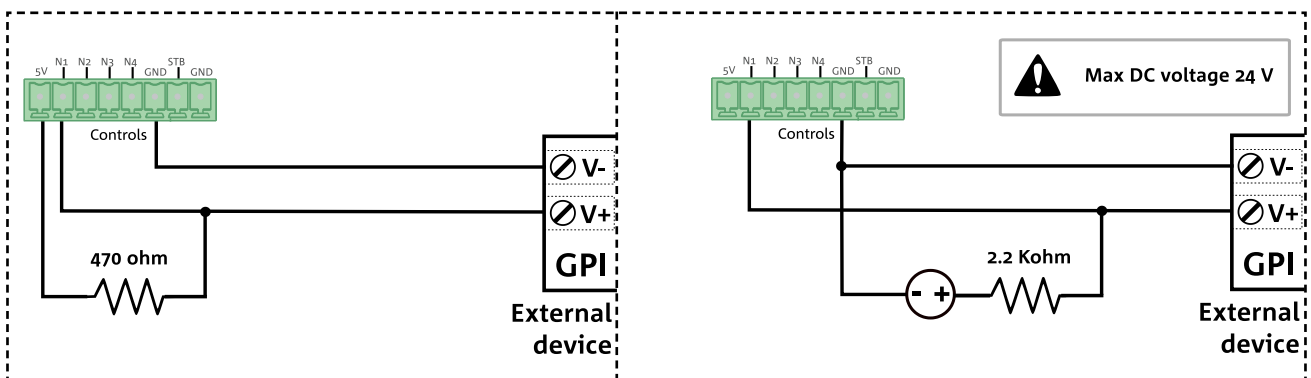 5V N1 N2 N3 N4 GND STB GND
Controls
V-
V+
470 ohm
GPI
External
device
5V N1 N2 N3 N4 GND STB GND
Max DC voltage 24 V
Controls
V-
V+
2.2 Kohm
GPI
- +
External
device